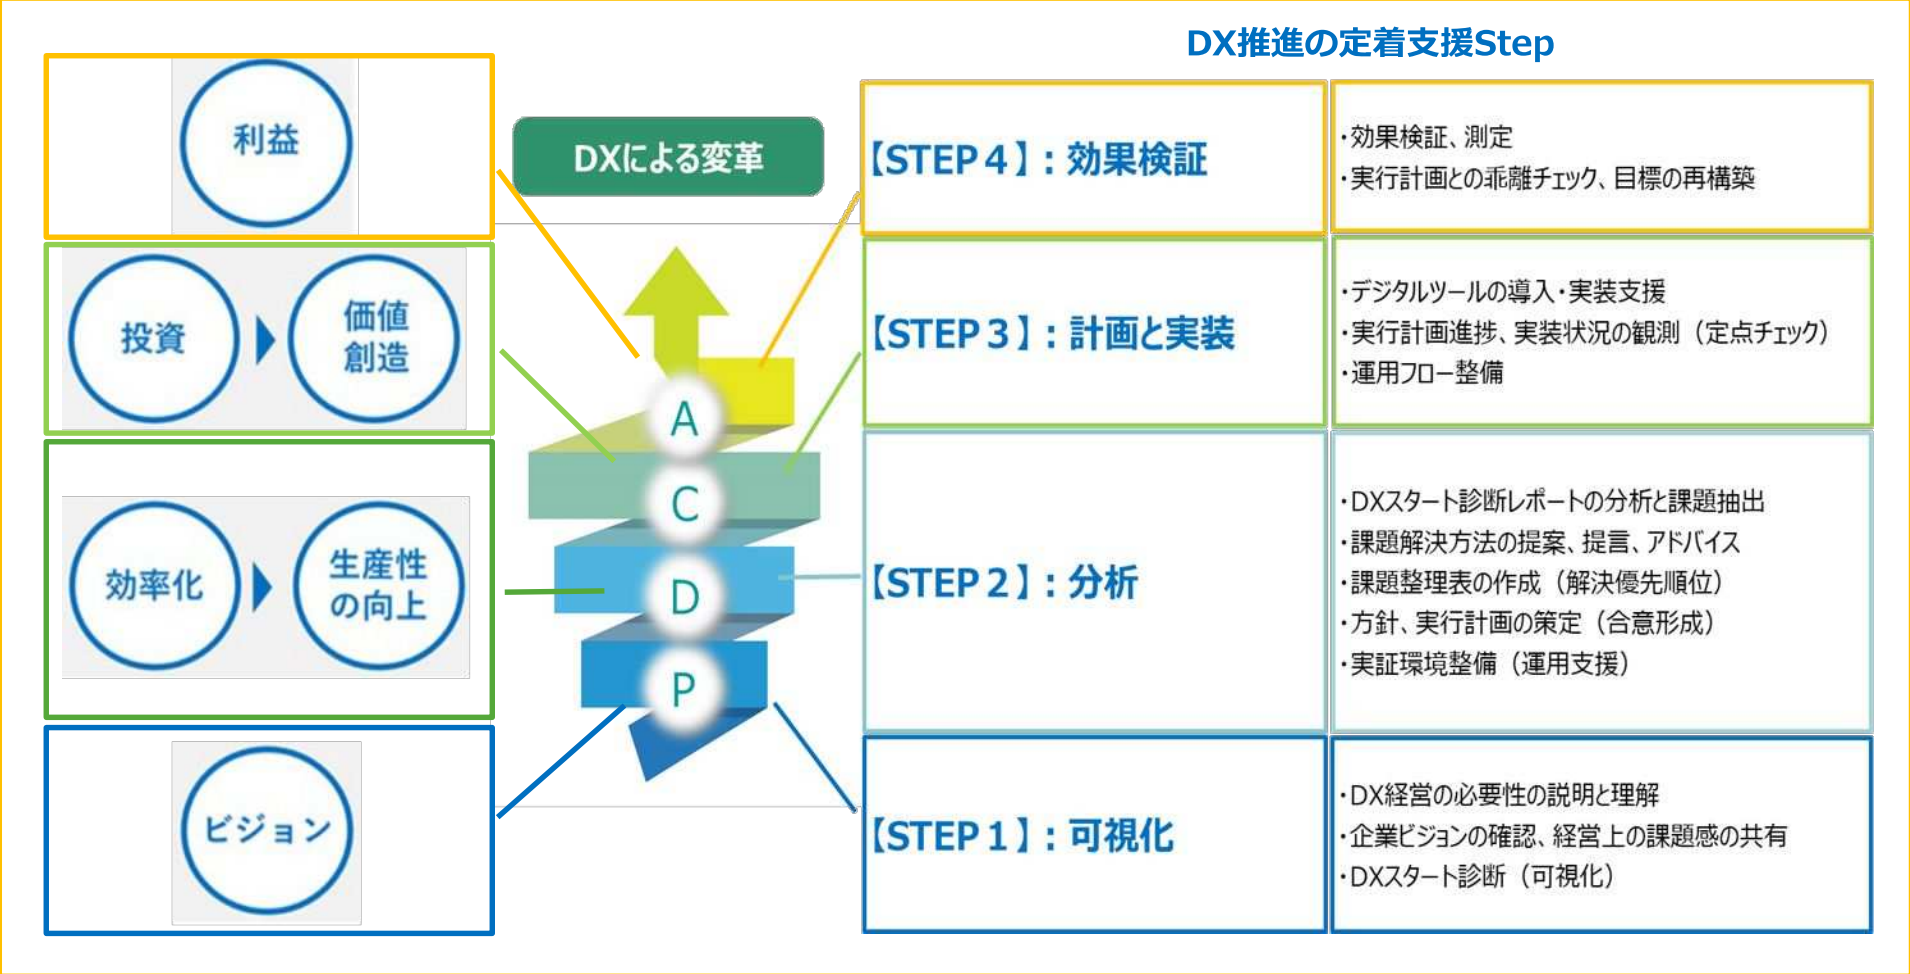 DX推進の定着支援Step
利益
DXによる変革
【STEP４】：効果検証
・効果検証、測定
・実行計画との乖離チェック、目標の再構築
投資
価値
創造
【STEP３】：計画と実装
・デジタルツールの導入・実装支援
・実行計画進捗、実装状況の観測（定点チェック）
・運用フロー整備
A
C
D
P
効率化
生産性
の向上
【STEP２】：分析
・DXスタート診断レポートの分析と課題抽出
・課題解決方法の提案、提言、アドバイス
・課題整理表の作成（解決優先順位）
・方針、実行計画の策定（合意形成）
・実証環境整備（運用支援）
ビジョン
【STEP１】：可視化
・DX経営の必要性の説明と理解
・企業ビジョンの確認、経営上の課題感の共有
・DXスタート診断（可視化）